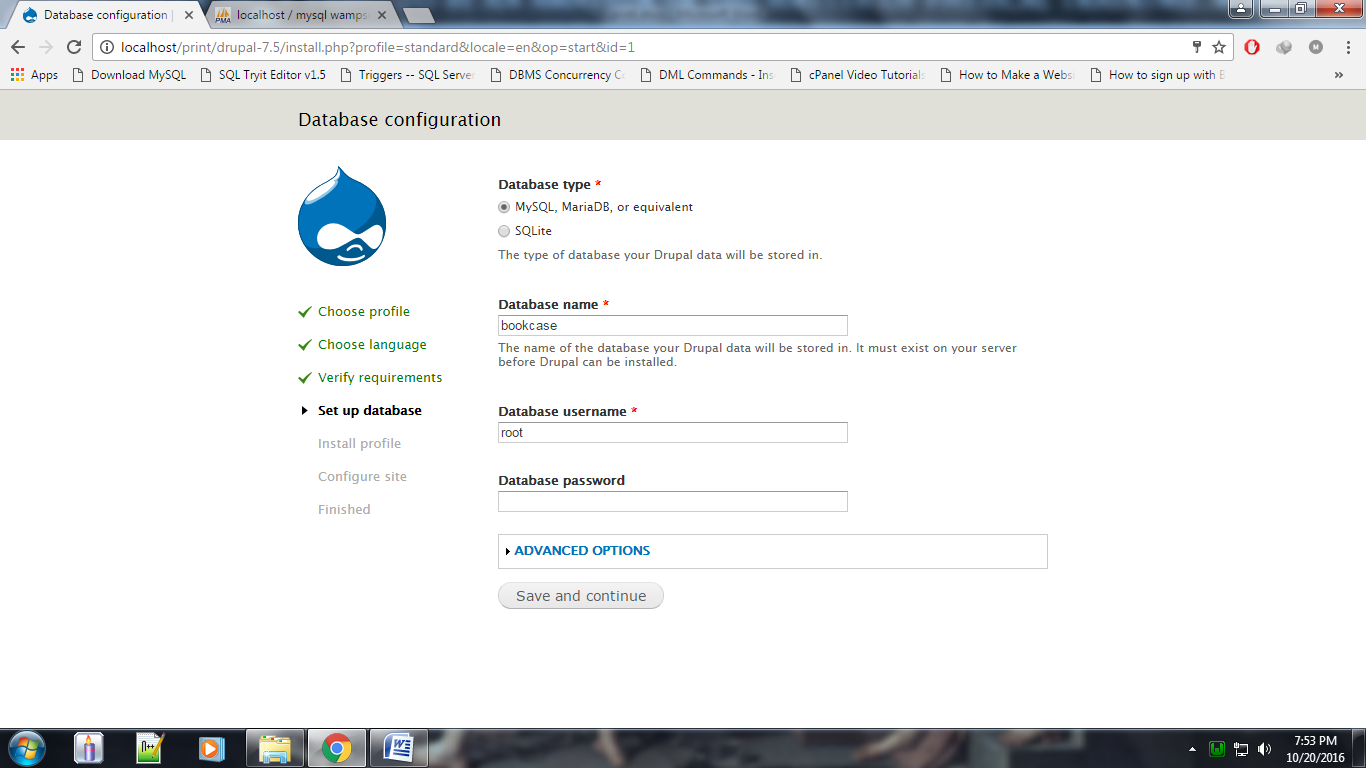 Database configuration |
localhost / mysql wamps
localhost/print/drupal-7.5/install.php?profile=standard&locale=en&op=start&id=1
Apps
Download MySQL
SQL Tryit Editor v1.5
Triggers -- SQL Serve
DBMS Concurrency C
DML Commands - Ins
cPanel Video Tutorials
How to Make a Webs
How to sign up with
Database configuration
Database type *
MySQL, MariaDB, or equivalent
SQLite
The type of database your Drupal data will be stored in.
Choose profile
Choose language
Verify requirements
Set up database
Install profile
Configure site
Finished
Database name *
bookcase
The name of the database your Drupal data will be stored in. It must exist on your server
before Drupal can be installed.
Database username *
root
Database password
ADVANCED OPTIONS
Save and continue
7:53 PM
10/20/2016